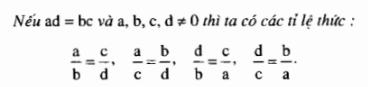 Nếu ad = bc và a, b, c, d ≠ 0 thì ta có các tỉ lệ thức :
a/b = c/d, a/c = b/d, d/b = c/a, d/c = b/a.